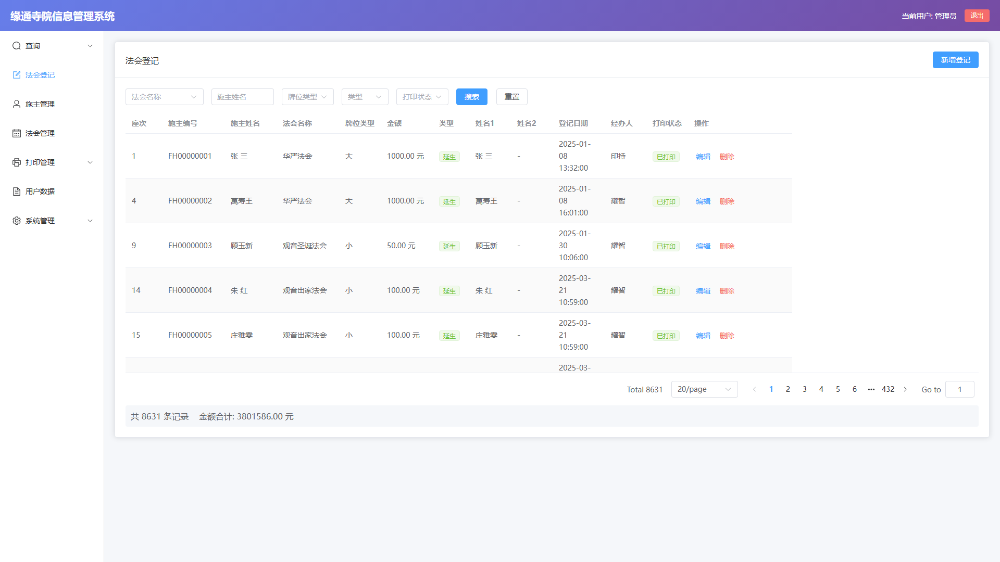 缘通寺院信息管理系统
当前用户: 管理员 退出
查询
法会登记
施主管理
法会管理
打印管理
用户数据
系统管理
法会登记 新增登记
法会名称 施主姓名 牌位类型 类型 打印状态 搜索 重置
座次 施主编号 施主姓名 法会名称 牌位类型 金额 类型 姓名1 姓名2 登记日期 经办人 打印状态 操作
1 FH00000001 张 三 华严法会 大 1000.00 元 延生 张 三 - 2025-01-08 13:32:00 印持 已打印 编辑 删除
4 FH00000002 萬寿王 华严法会 大 1000.00 元 延生 萬寿王 - 2025-01-08 16:01:00 耀智 已打印 编辑 删除
9 FH00000003 顾玉新 观音圣诞法会 小 50.00 元 延生 顾玉新 - 2025-01-30 10:06:00 耀智 已打印 编辑 删除
14 FH00000004 朱 红 观音出家法会 小 100.00 元 延生 朱 红 - 2025-03-21 10:59:00 耀智 已打印 编辑 删除
15 FH00000005 庄雅雯 观音出家法会 小 100.00 元 延生 庄雅雯 - 2025-03-21 10:59:00 耀智 已打印 编辑 删除
2025-03-
Total 8631 20/page 1 2 3 4 5 6 ••• 432 Go to 1
共 8631 条记录 金额合计: 3801586.00 元